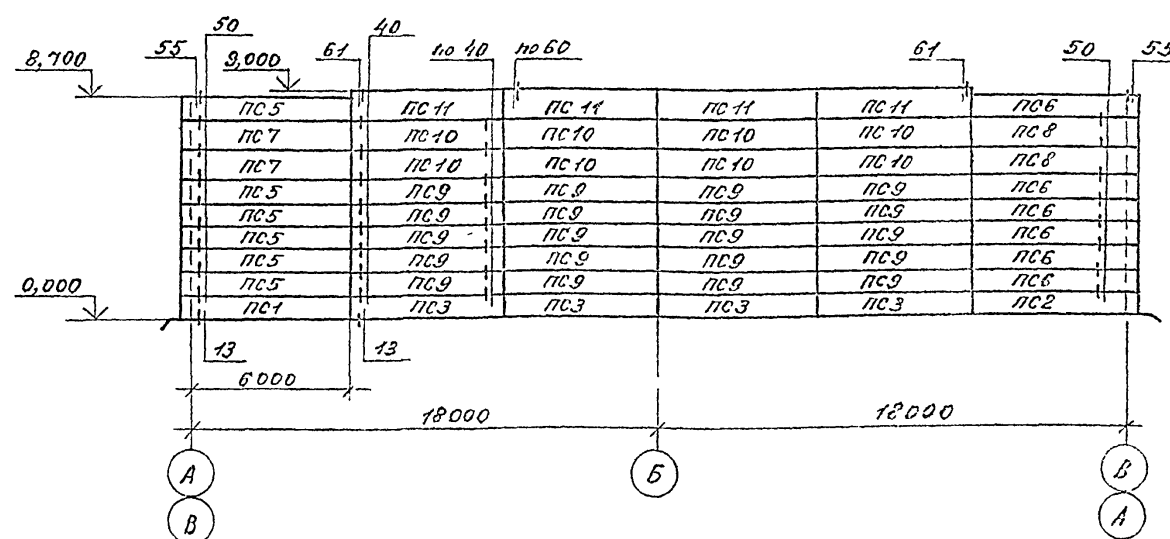 50 40
55 61 по 40 по 60 61 50 55
8,700 9,000
ПС5 ПС11 ПС11 ПС11 ПС11 ПС6
ПС7 ПС10 ПС10 ПС10 ПС10 ПС8
ПС7 ПС10 ПС10 ПС10 ПС10 ПС8
ПС5 ПС9 ПС9 ПС9 ПС9 ПС6
ПС5 ПС9 ПС9 ПС9 ПС9 ПС6
ПС5 ПС9 ПС9 ПС9 ПС9 ПС6
ПС5 ПС9 ПС9 ПС9 ПС9 ПС6
ПС5 ПС9 ПС9 ПС9 ПС9 ПС6
0,000
ПС1 ПС3 ПС3 ПС3 ПС3 ПС2
13 13
6000
18000 18000
А Б В
В А